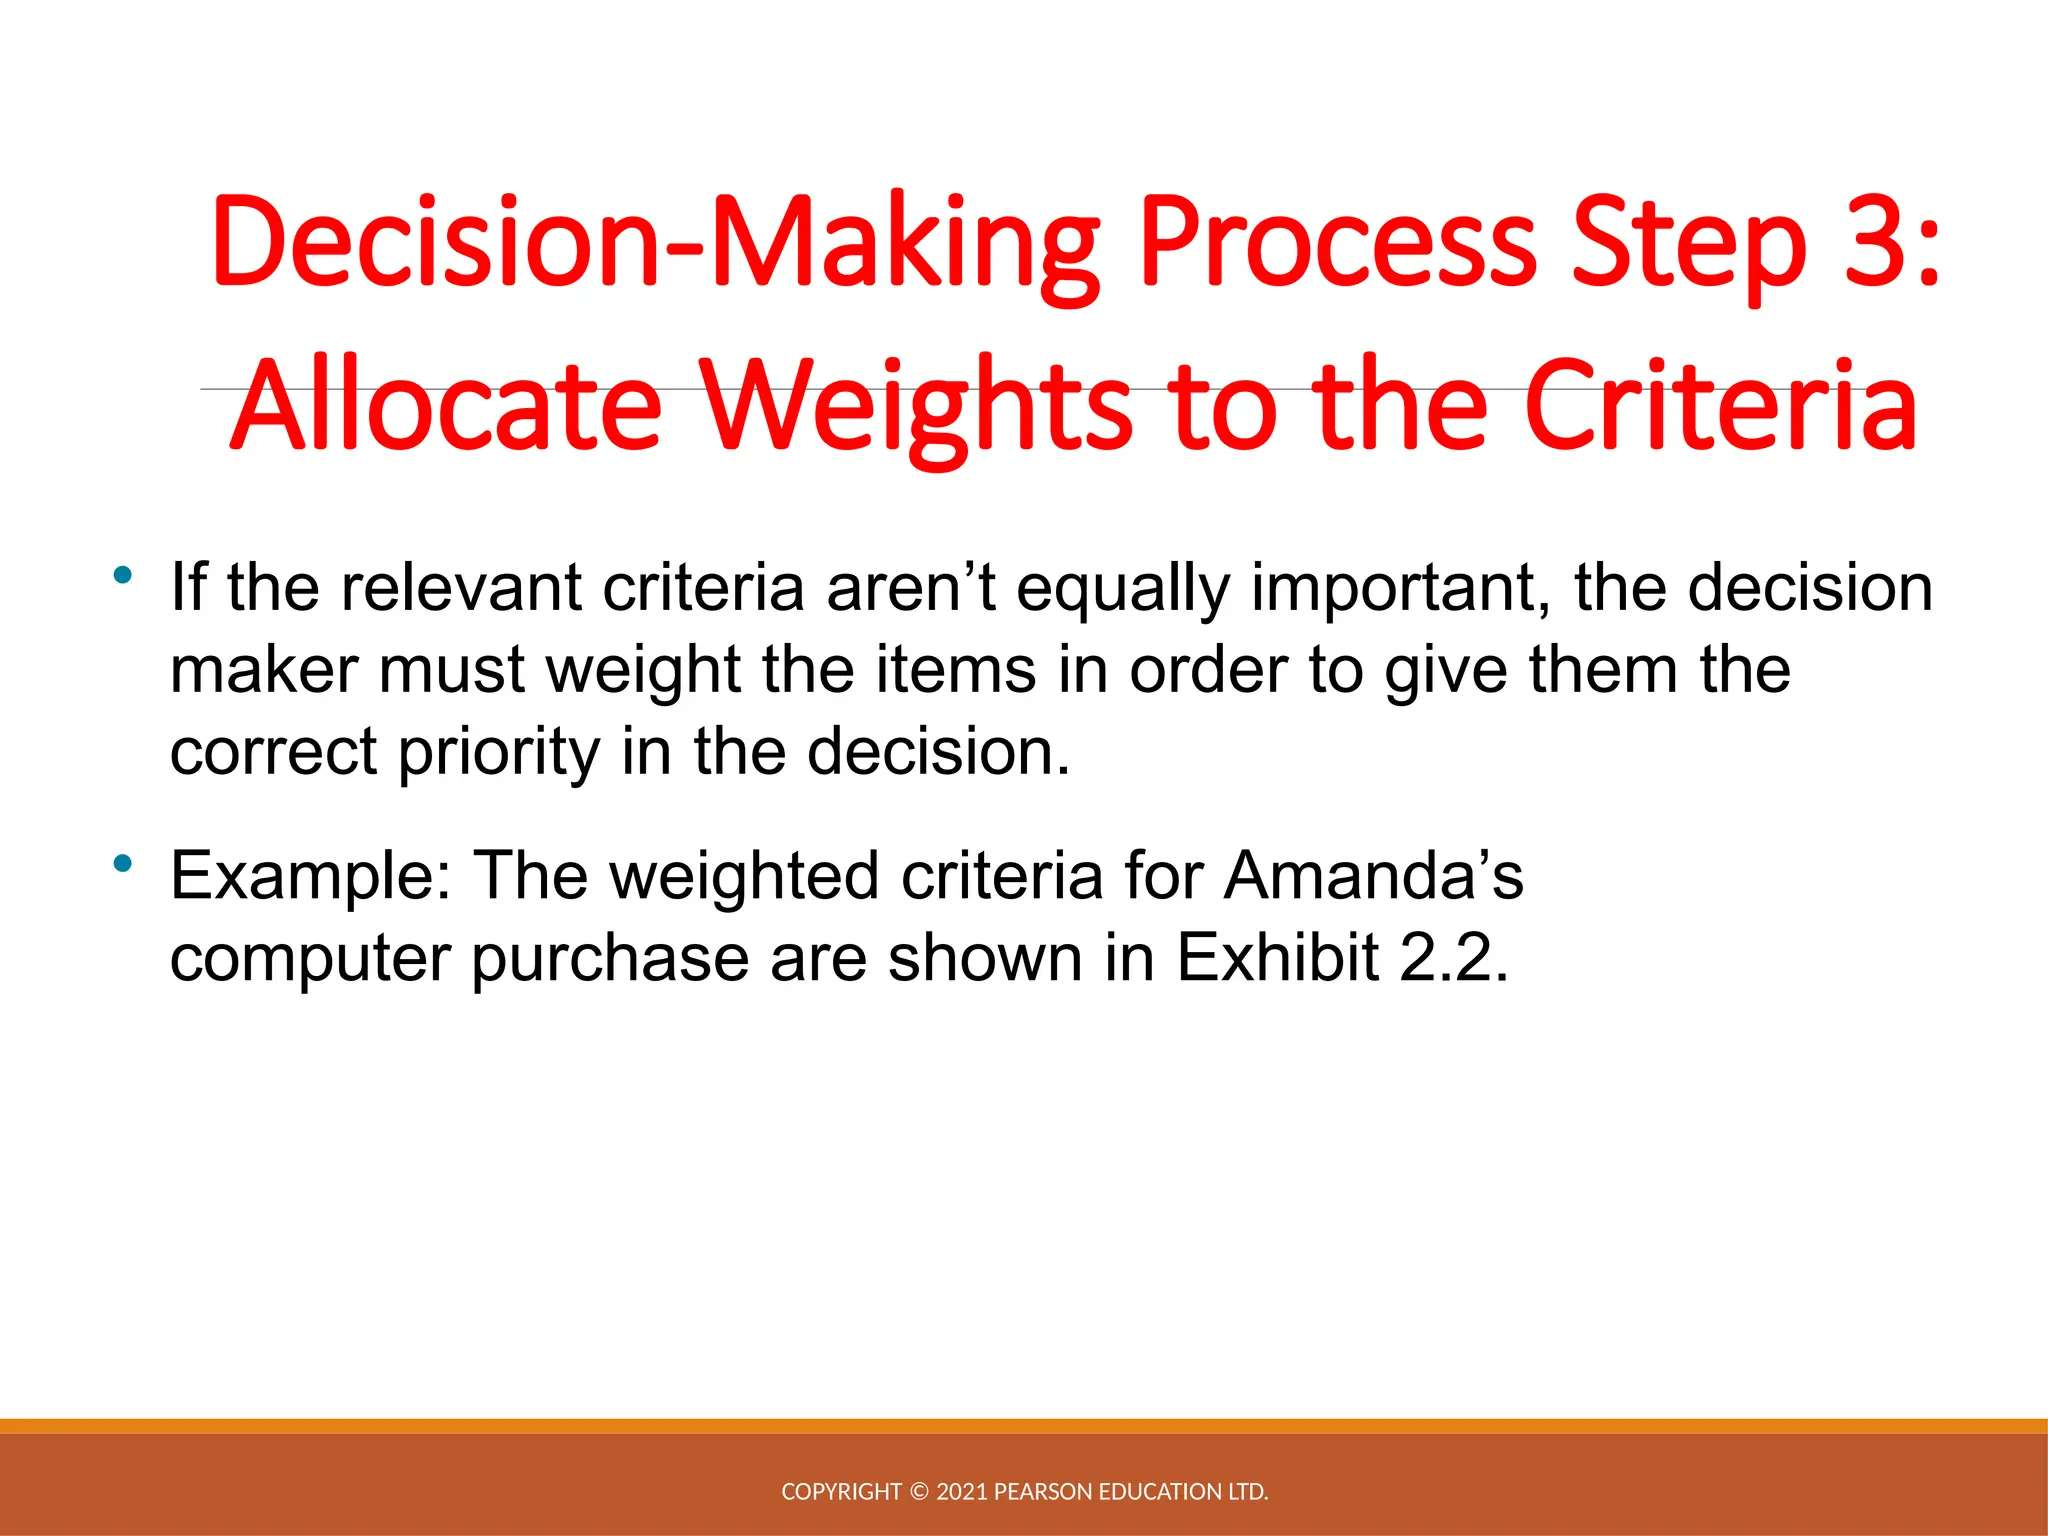 Decision-Making Process Step 3:
Allocate Weights to the Criteria
• If the relevant criteria aren’t equally important, the decision
maker must weight the items in order to give them the
correct priority in the decision.
• Example: The weighted criteria for Amanda’s
computer purchase are shown in Exhibit 2.2.
COPYRIGHT © 2021 PEARSON EDUCATION LTD.